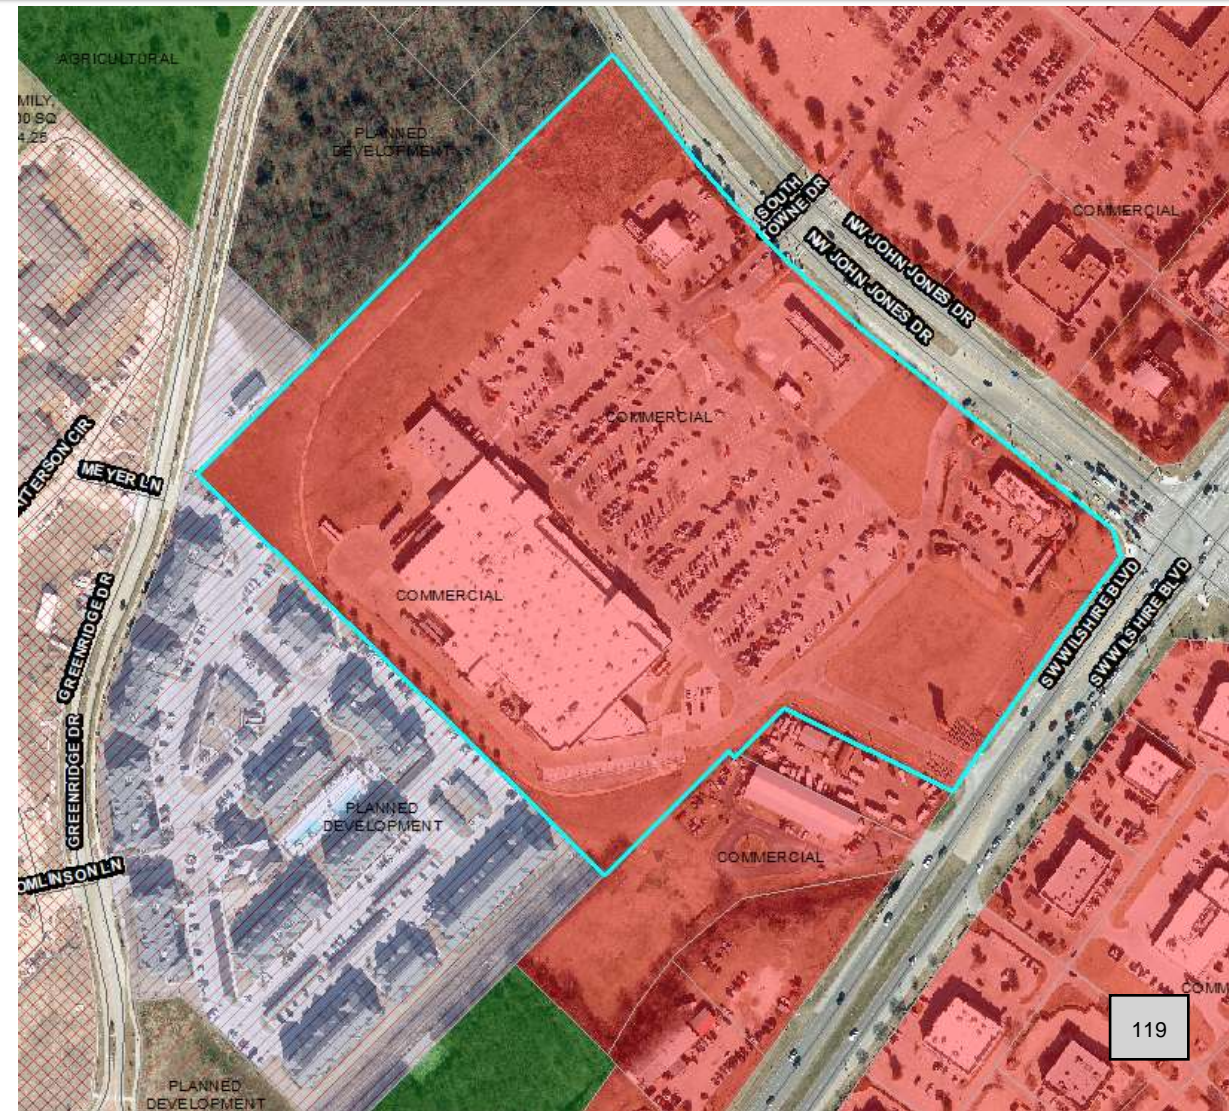 AGRICULTURAL
MILY,
00 SQ
4.25
PLANNED
DEVELOPMENT
SOUTH
OWNE DR
COMMERCIAL
NW JOHN JONES DR
NW JOHN JONES DR
COMMERCIAL
ATTERSON CIR
MEYER LN
COMMERCIAL
GREENRIDGE DR
SW WILSHIRE BLVD
SW WILSHIRE BLVD
GREENRIDGE DR
PLANNED
DEVELOPMENT
COMMERCIAL
OMLINSON LN
COMM
119
PLANNED
DEVELOPMENT